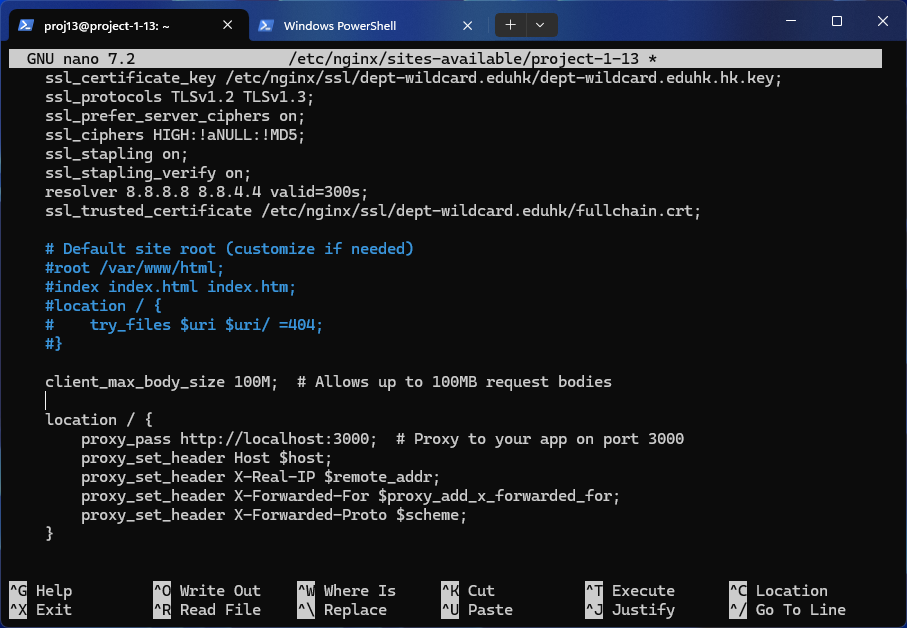 proj13@project-1-13: ~
Windows PowerShell
GNU nano 7.2 /etc/nginx/sites-available/project-1-13 *
ssl_certificate_key /etc/nginx/ssl/dept-wildcard.eduhk/dept-wildcard.eduhk.hk.key;
ssl_protocols TLSv1.2 TLSv1.3;
ssl_prefer_server_ciphers on;
ssl_ciphers HIGH:!aNULL:!MD5;
ssl_stapling on;
ssl_stapling_verify on;
resolver 8.8.8.8 8.8.4.4 valid=300s;
ssl_trusted_certificate /etc/nginx/ssl/dept-wildcard.eduhk/fullchain.crt;
# Default site root (customize if needed)
#root /var/www/html;
#index index.html index.htm;
#location / {
#    try_files $uri $uri/ =404;
#}
client_max_body_size 100M;  # Allows up to 100MB request bodies
location / {
    proxy_pass http://localhost:3000;  # Proxy to your app on port 3000
    proxy_set_header Host $host;
    proxy_set_header X-Real-IP $remote_addr;
    proxy_set_header X-Forwarded-For $proxy_add_x_forwarded_for;
    proxy_set_header X-Forwarded-Proto $scheme;
}
^G Help ^O Write Out ^W Where Is ^K Cut ^T Execute ^C Location
^X Exit ^R Read File ^\ Replace ^U Paste ^J Justify ^/ Go To Line